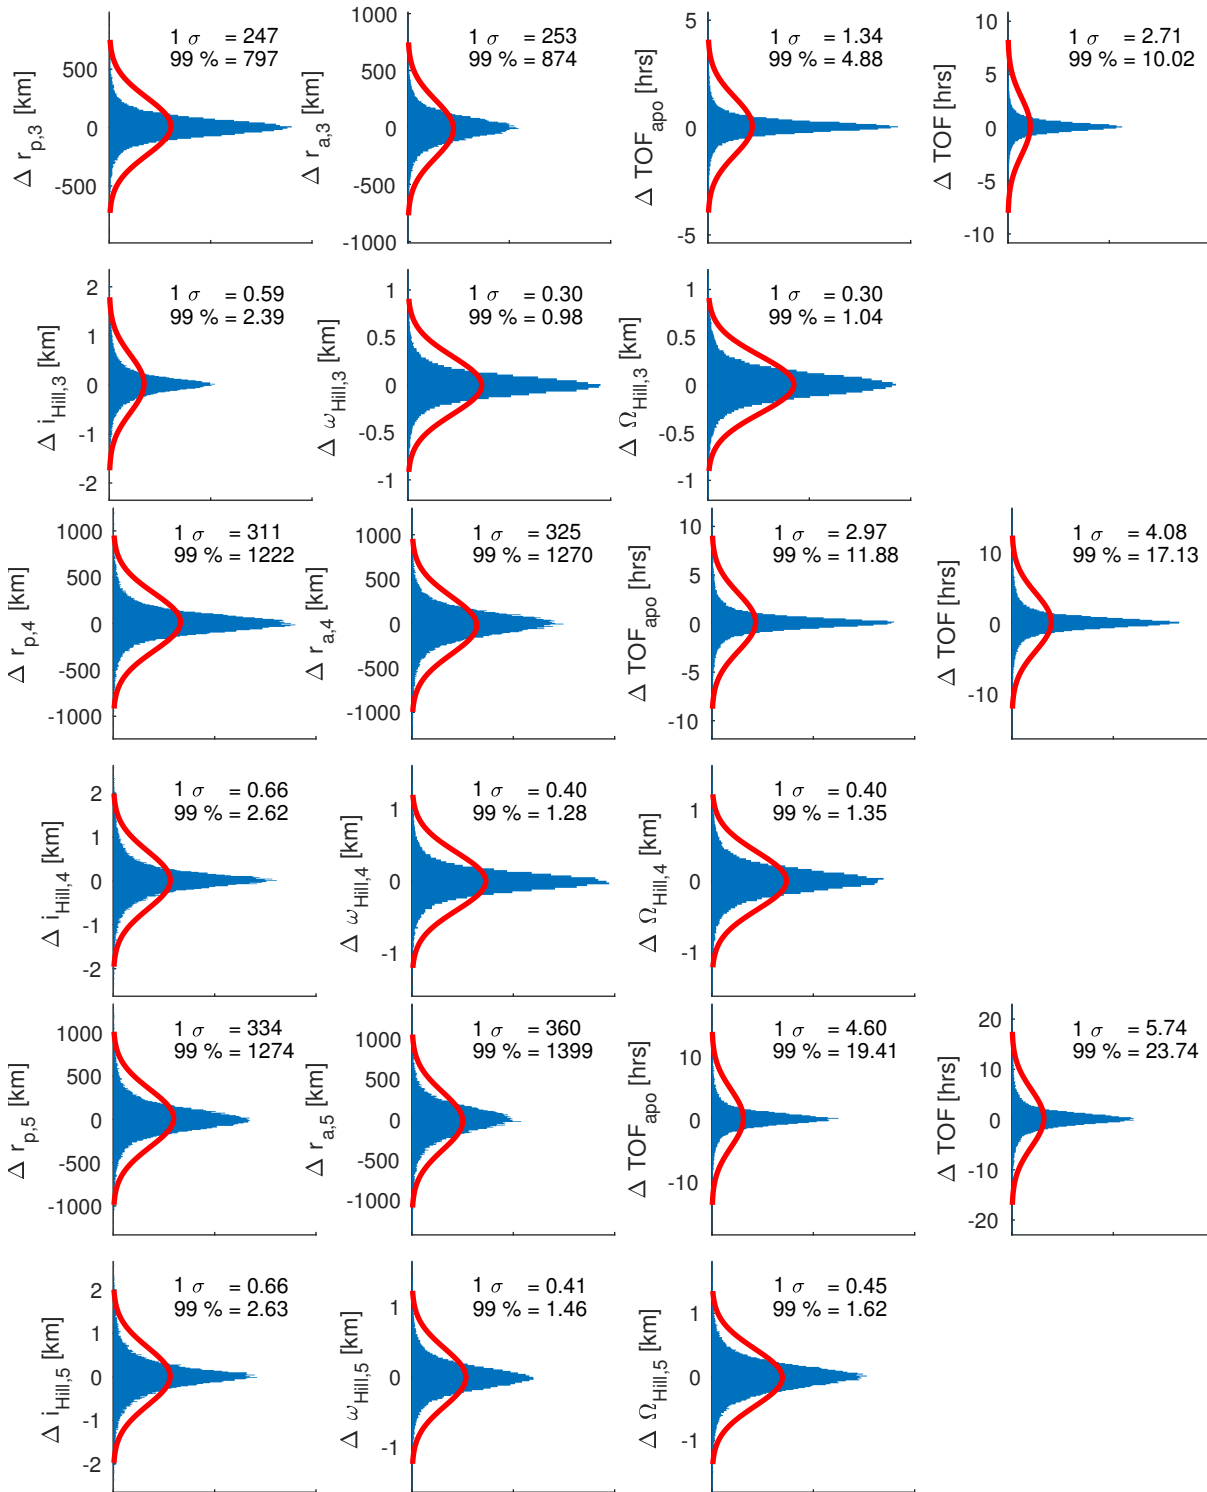 Δ r_p,3 [km]
500
0
-500
1 σ = 247
99 % = 797
Δ r_a,3 [km]
1000
500
0
-500
-1000
1 σ = 253
99 % = 874
Δ TOF_apo [hrs]
5
0
-5
1 σ = 1.34
99 % = 4.88
Δ TOF [hrs]
10
5
0
-5
-10
1 σ = 2.71
99 % = 10.02
Δ i_Hill,3 [km]
2
1
0
-1
-2
1 σ = 0.59
99 % = 2.39
Δ ω_Hill,3 [km]
1
0.5
0
-0.5
-1
1 σ = 0.30
99 % = 0.98
Δ Ω_Hill,3 [km]
1
0.5
0
-0.5
-1
1 σ = 0.30
99 % = 1.04
Δ r_p,4 [km]
1000
500
0
-500
-1000
1 σ = 311
99 % = 1222
Δ r_a,4 [km]
1000
500
0
-500
-1000
1 σ = 325
99 % = 1270
Δ TOF_apo [hrs]
10
5
0
-5
-10
1 σ = 2.97
99 % = 11.88
Δ TOF [hrs]
10
0
-10
1 σ = 4.08
99 % = 17.13
Δ i_Hill,4 [km]
2
1
0
-1
-2
1 σ = 0.66
99 % = 2.62
Δ ω_Hill,4 [km]
1
0
-1
1 σ = 0.40
99 % = 1.28
Δ Ω_Hill,4 [km]
1
0
-1
1 σ = 0.40
99 % = 1.35
Δ r_p,5 [km]
1000
500
0
-500
-1000
1 σ = 334
99 % = 1274
Δ r_a,5 [km]
1000
500
0
-500
-1000
1 σ = 360
99 % = 1399
Δ TOF_apo [hrs]
10
0
-10
1 σ = 4.60
99 % = 19.41
Δ TOF [hrs]
20
10
0
-10
-20
1 σ = 5.74
99 % = 23.74
Δ i_Hill,5 [km]
2
1
0
-1
-2
1 σ = 0.66
99 % = 2.63
Δ ω_Hill,5 [km]
1
0
-1
1 σ = 0.41
99 % = 1.46
Δ Ω_Hill,5 [km]
1
0
-1
1 σ = 0.45
99 % = 1.62